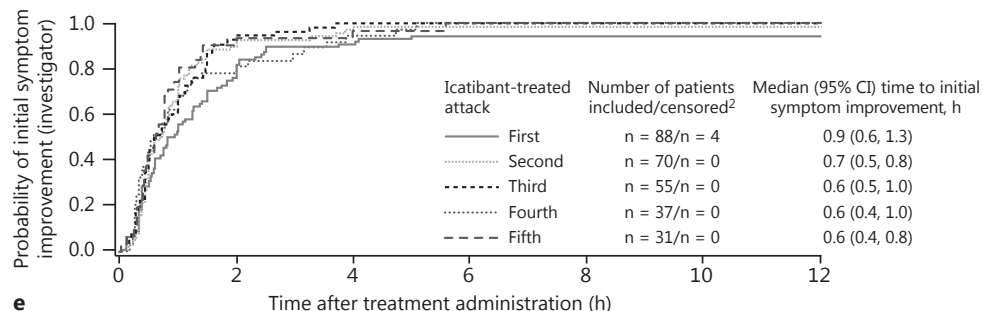 Probability of initial symptom
improvement (investigator)
1.0
0.8
0.6
0.4
0.2
0.0
Icatibant-treated attack
Number of patients included/censored2
Median (95% CI) time to initial symptom improvement, h
First n = 88/n = 4 0.9 (0.6, 1.3)
Second n = 70/n = 0 0.7 (0.5, 0.8)
Third n = 55/n = 0 0.6 (0.5, 1.0)
Fourth n = 37/n = 0 0.6 (0.4, 1.0)
Fifth n = 31/n = 0 0.6 (0.4, 0.8)
0 2 4 6 8 10 12
e Time after treatment administration (h)